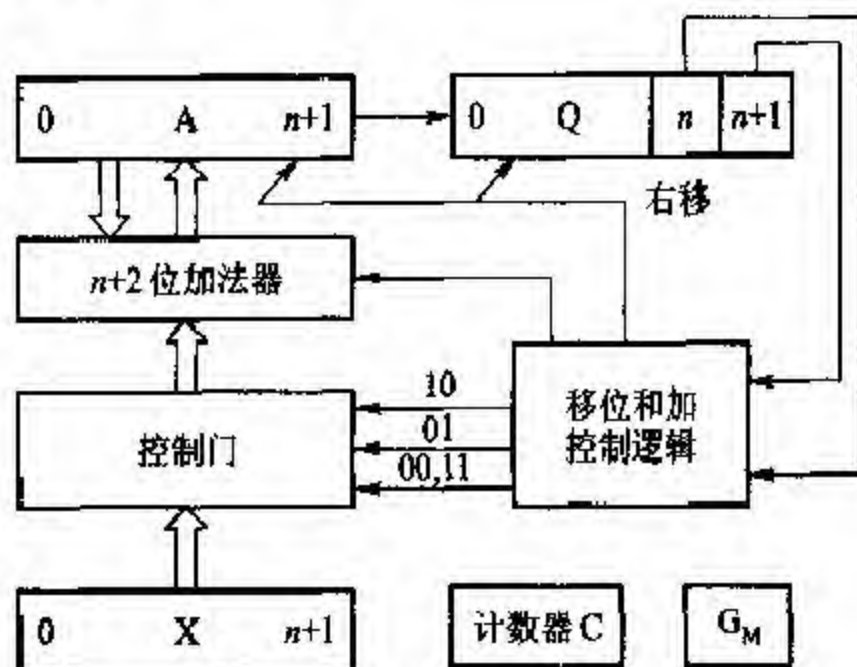 0 A n+1
0 Q n n+1
右移
n+2 位加法器
10
01
00,11
控制门
移位和加
控制逻辑
0 X n+1
计数器 C
G_M